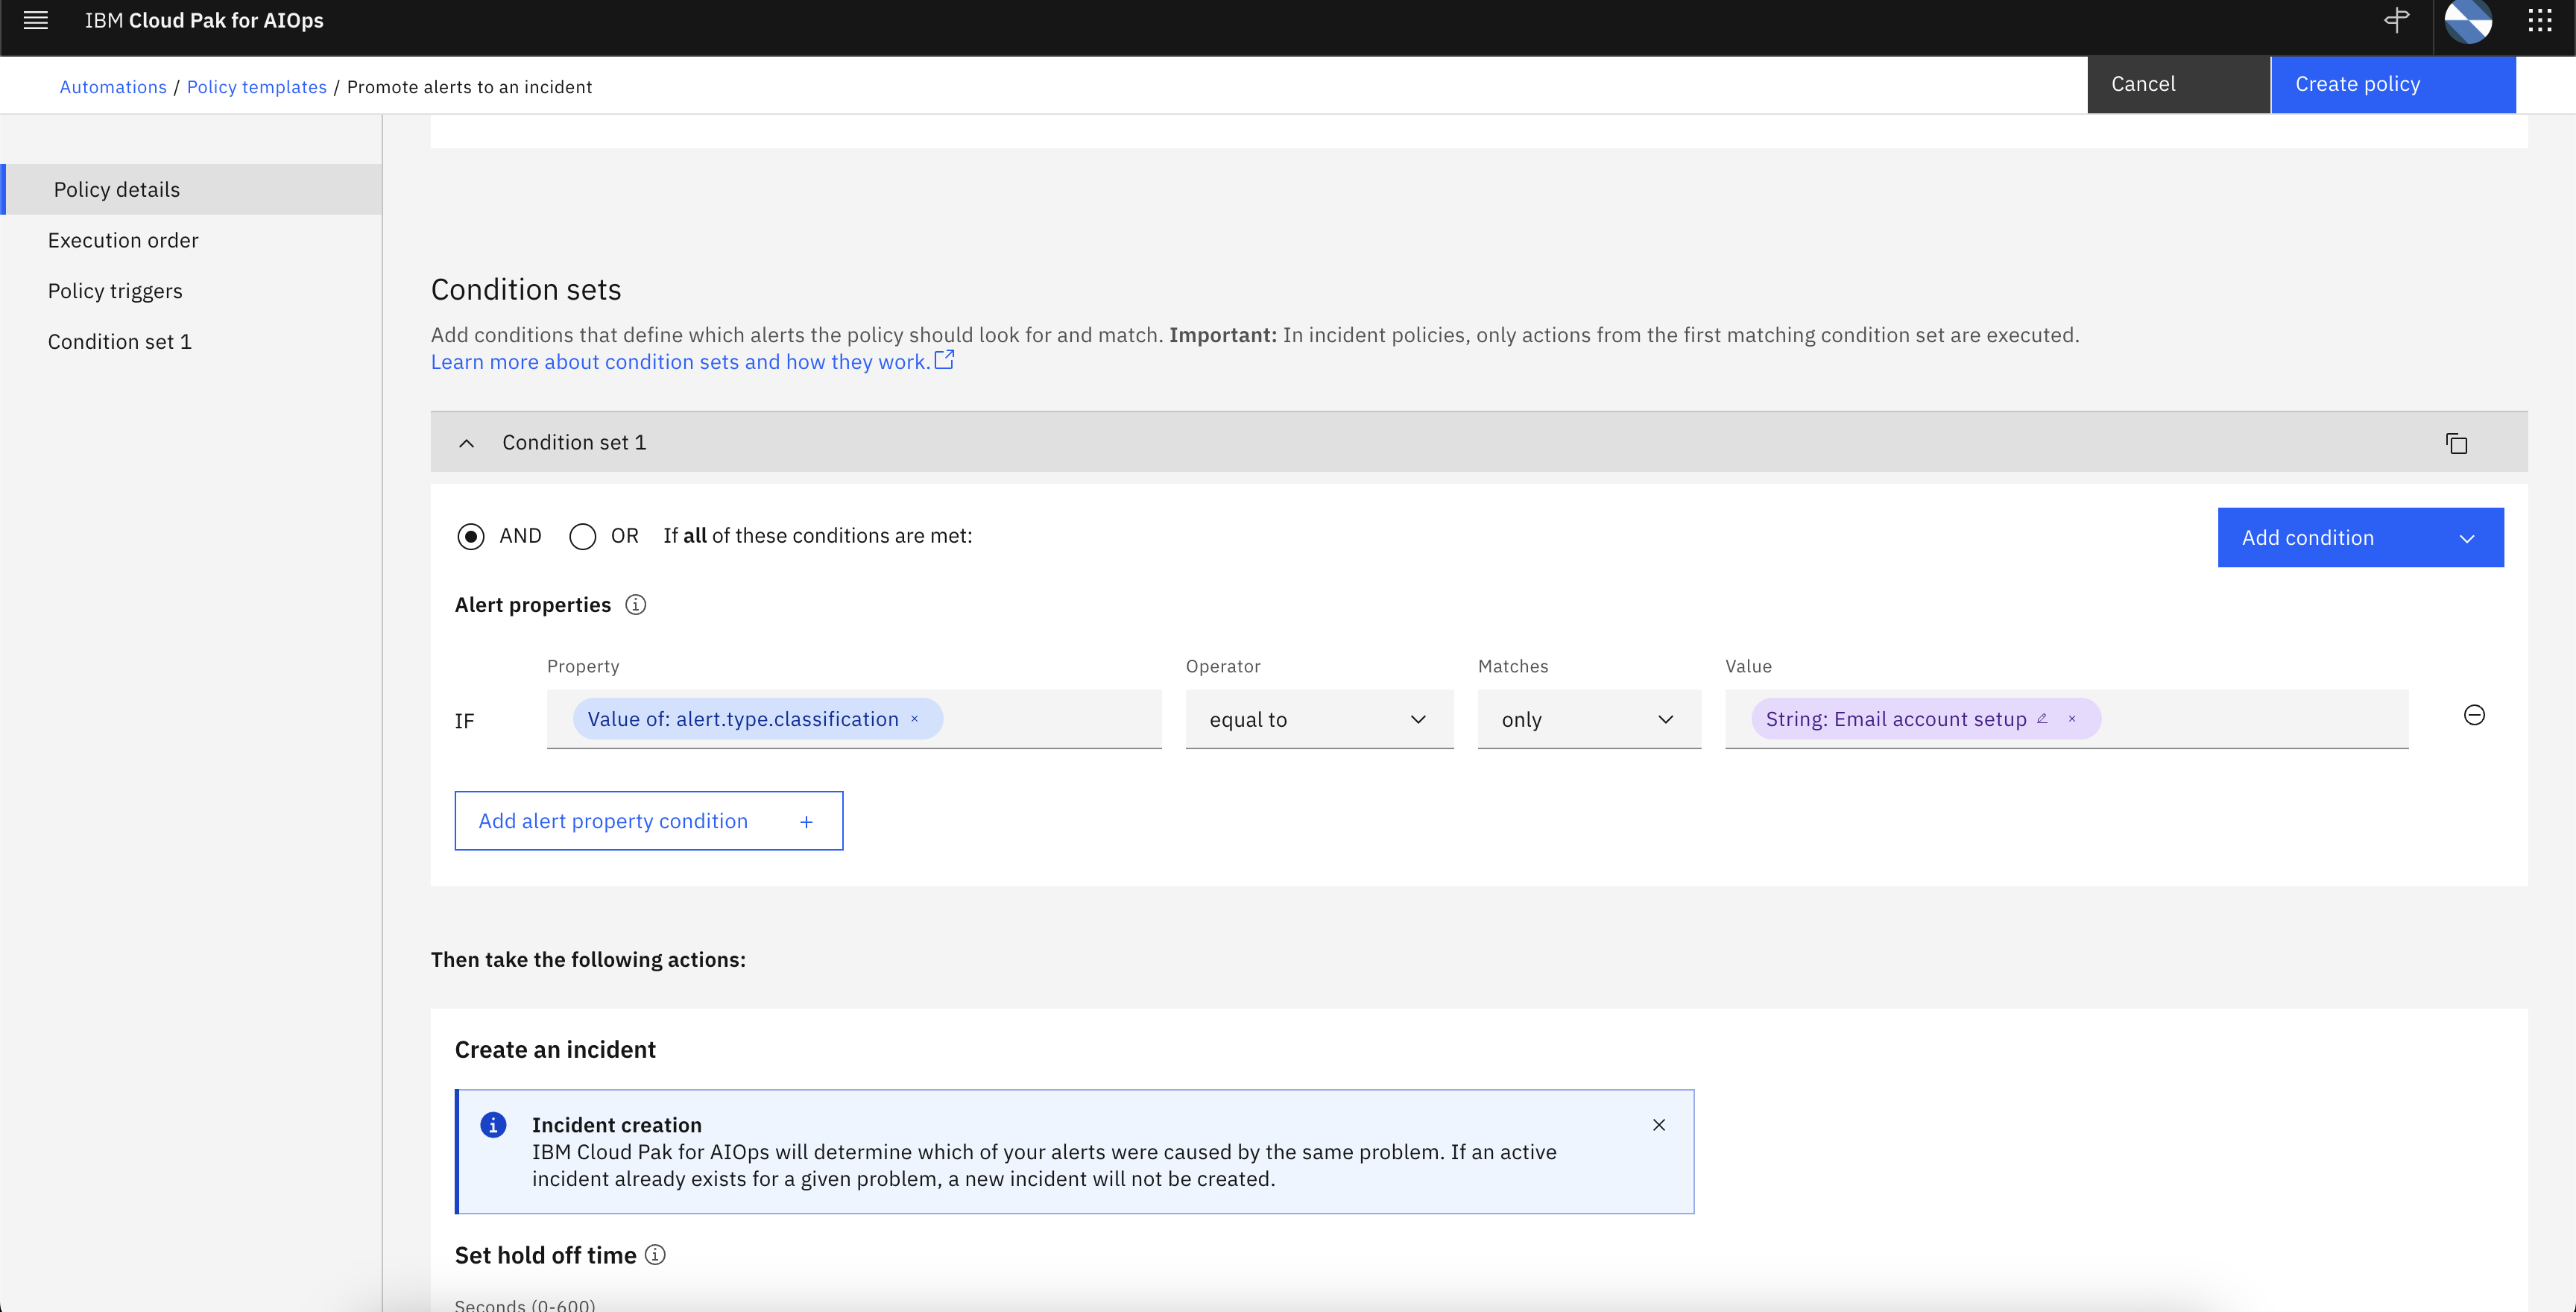 IBM Cloud Pak for AIOps
Automations / Policy templates / Promote alerts to an incident
Cancel
Create policy
Policy details
Execution order
Policy triggers
Condition set 1
Condition sets
Add conditions that define which alerts the policy should look for and match. Important: In incident policies, only actions from the first matching condition set are executed.
Learn more about condition sets and how they work.
Condition set 1
AND OR If all of these conditions are met:
Add condition
Alert properties
Property Operator Matches Value
IF Value of: alert.type.classification × equal to only String: Email account setup ×
Add alert property condition +
Then take the following actions:
Create an incident
Incident creation
IBM Cloud Pak for AIOps will determine which of your alerts were caused by the same problem. If an active
incident already exists for a given problem, a new incident will not be created.
Set hold off time
Seconds (0-600)